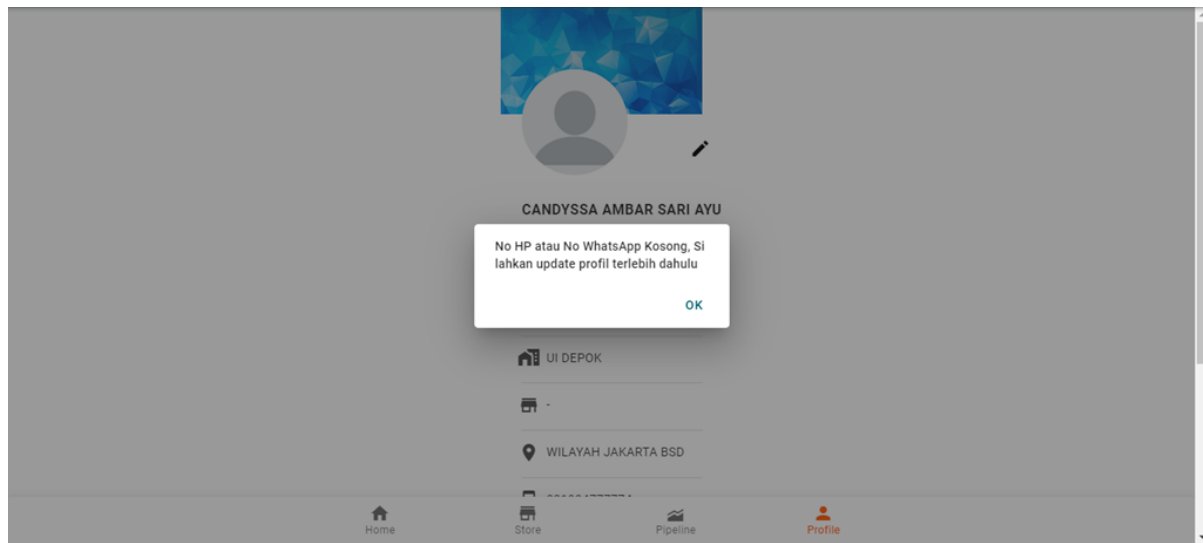 CANDYSSA AMBAR SARI AYU
No HP atau No WhatsApp Kosong, Si
lahkan update profil terlebih dahulu
OK
UI DEPOK
-
WILAYAH JAKARTA BSD
Home Store Pipeline Profile